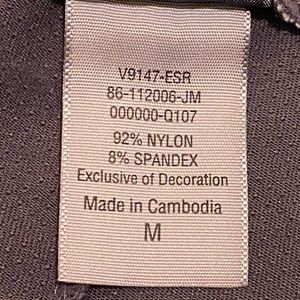 V9147-ESR
86-112006-JM
000000-Q107
92% NYLON
8% SPANDEX
Exclusive of Decoration
Made in Cambodia
M